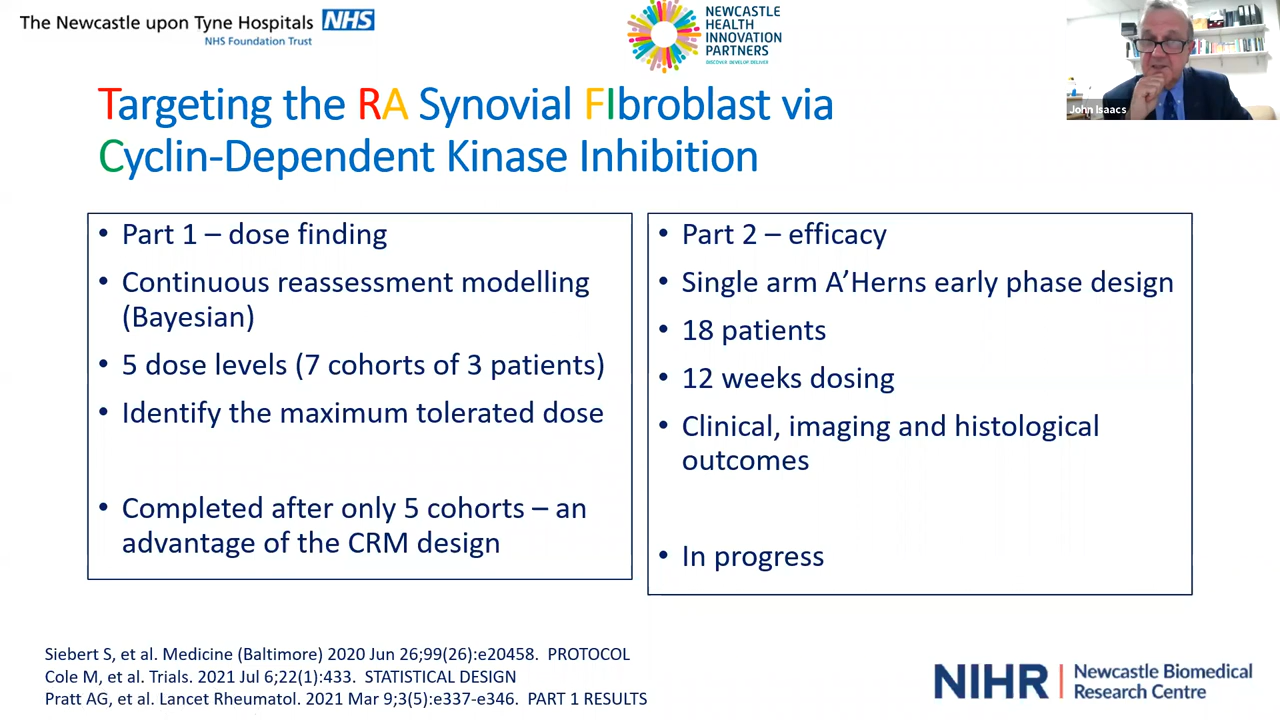 The Newcastle upon Tyne Hospitals NHS
NHS Foundation Trust
NEWCASTLE
HEALTH
INNOVATION
PARTNERS
DISCOVER DEVELOP DELIVER
John Isaacs
Targeting the RA Synovial FIbroblast via
Cyclin-Dependent Kinase Inhibition
• Part 1 – dose finding
• Continuous reassessment modelling
(Bayesian)
• 5 dose levels (7 cohorts of 3 patients)
• Identify the maximum tolerated dose
• Completed after only 5 cohorts – an
advantage of the CRM design
• Part 2 – efficacy
• Single arm A’Herns early phase design
• 18 patients
• 12 weeks dosing
• Clinical, imaging and histological
outcomes
• In progress
Siebert S, et al. Medicine (Baltimore) 2020 Jun 26;99(26):e20458. PROTOCOL
Cole M, et al. Trials. 2021 Jul 6;22(1):433. STATISTICAL DESIGN
Pratt AG, et al. Lancet Rheumatol. 2021 Mar 9;3(5):e337-e346. PART 1 RESULTS
NIHR | Newcastle Biomedical
Research Centre